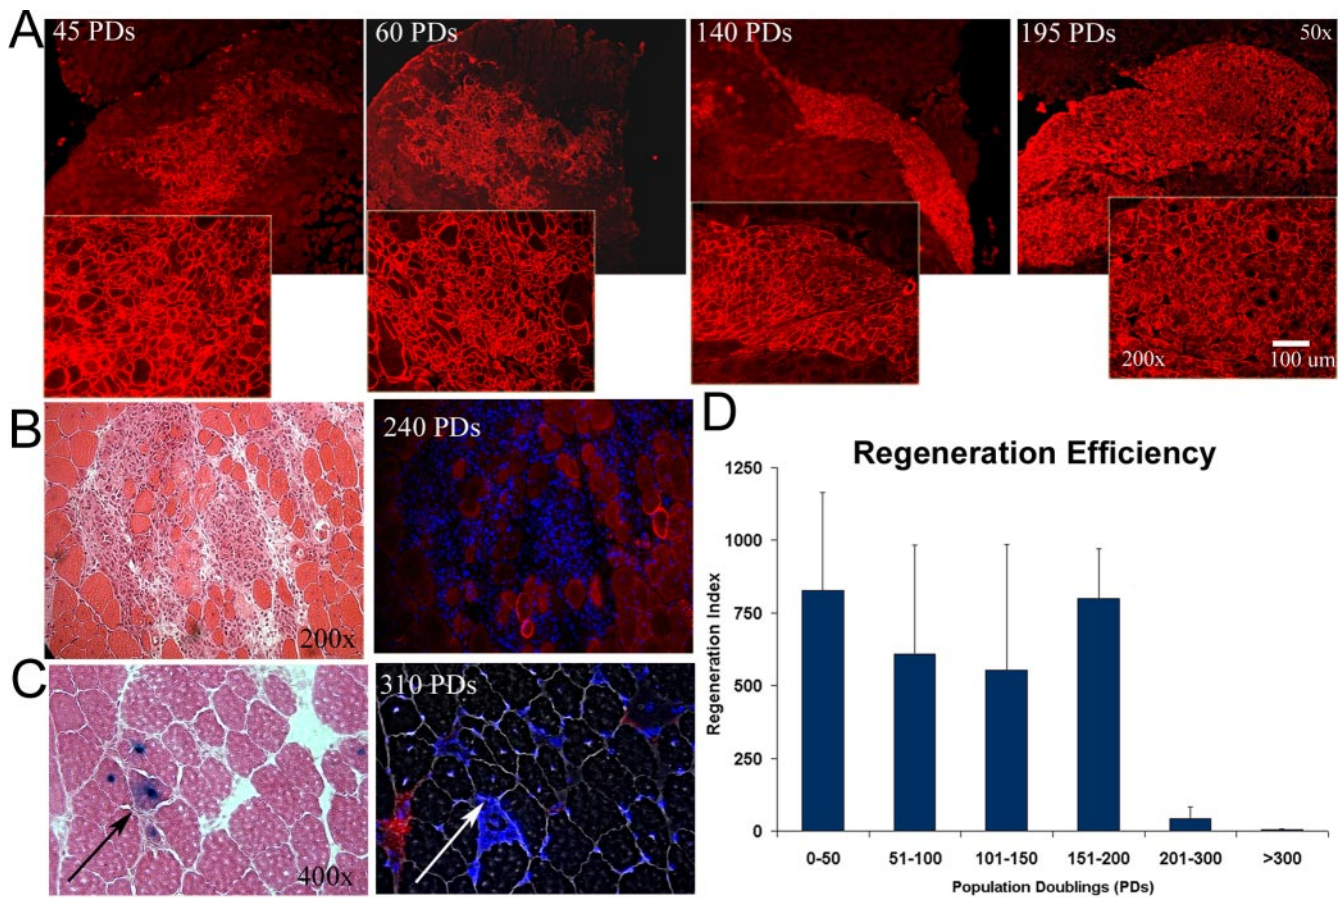 A
45 PDs
60 PDs
140 PDs
195 PDs
50x
200x
100 um
B
200x
240 PDs
C
400x
310 PDs
D
Regeneration Efficiency
Regeneration Index
1250
1000
750
500
250
0
0-50
51-100
101-150
151-200
201-300
>300
Population Doublings (PDs)